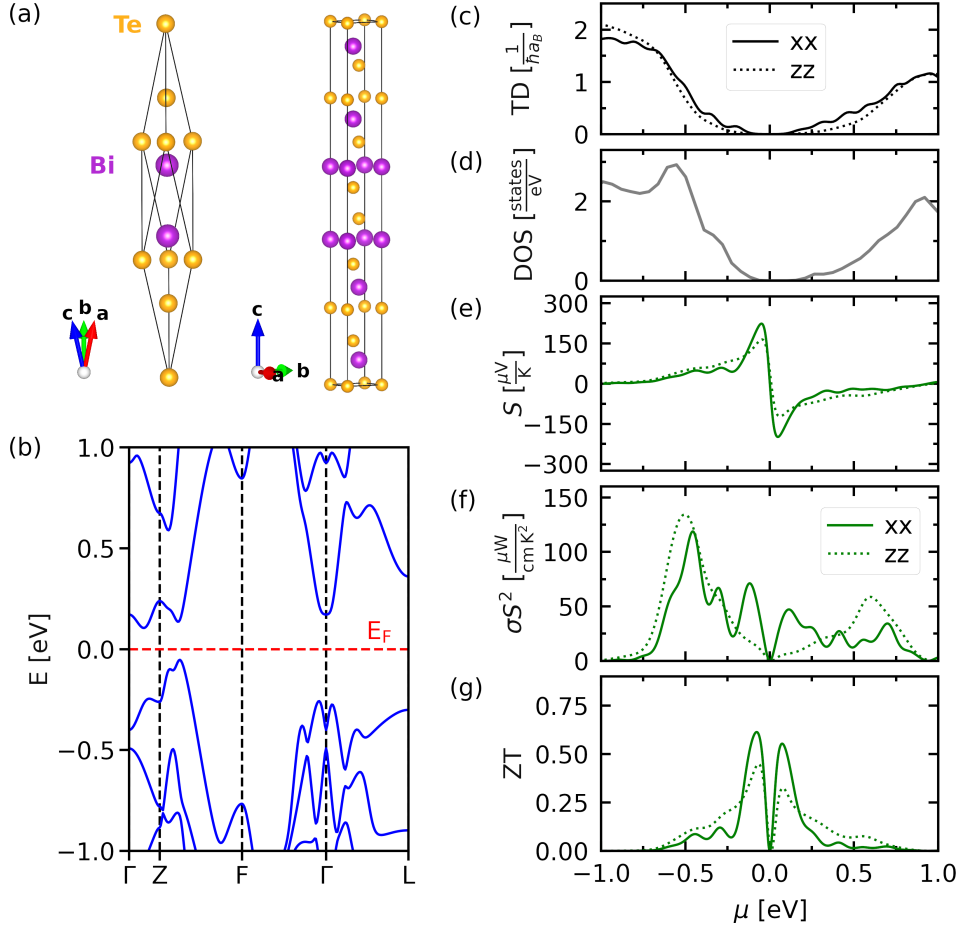 (a)
Te
Bi
c b a
c
a b
(b)
1.0
0.5
0.0
−0.5
−1.0
E [eV]
E_F
Γ Z F Γ L
(c)
TD [1/ħa_B]
2
1
0
xx
zz
(d)
DOS [states/eV]
2
0
(e)
S [μV/K]
300
150
0
−150
−300
(f)
σS² [μW/cm K²]
150
100
50
0
xx
zz
(g)
ZT
0.75
0.50
0.25
0.00
−1.0 −0.5 0.0 0.5 1.0
μ [eV]